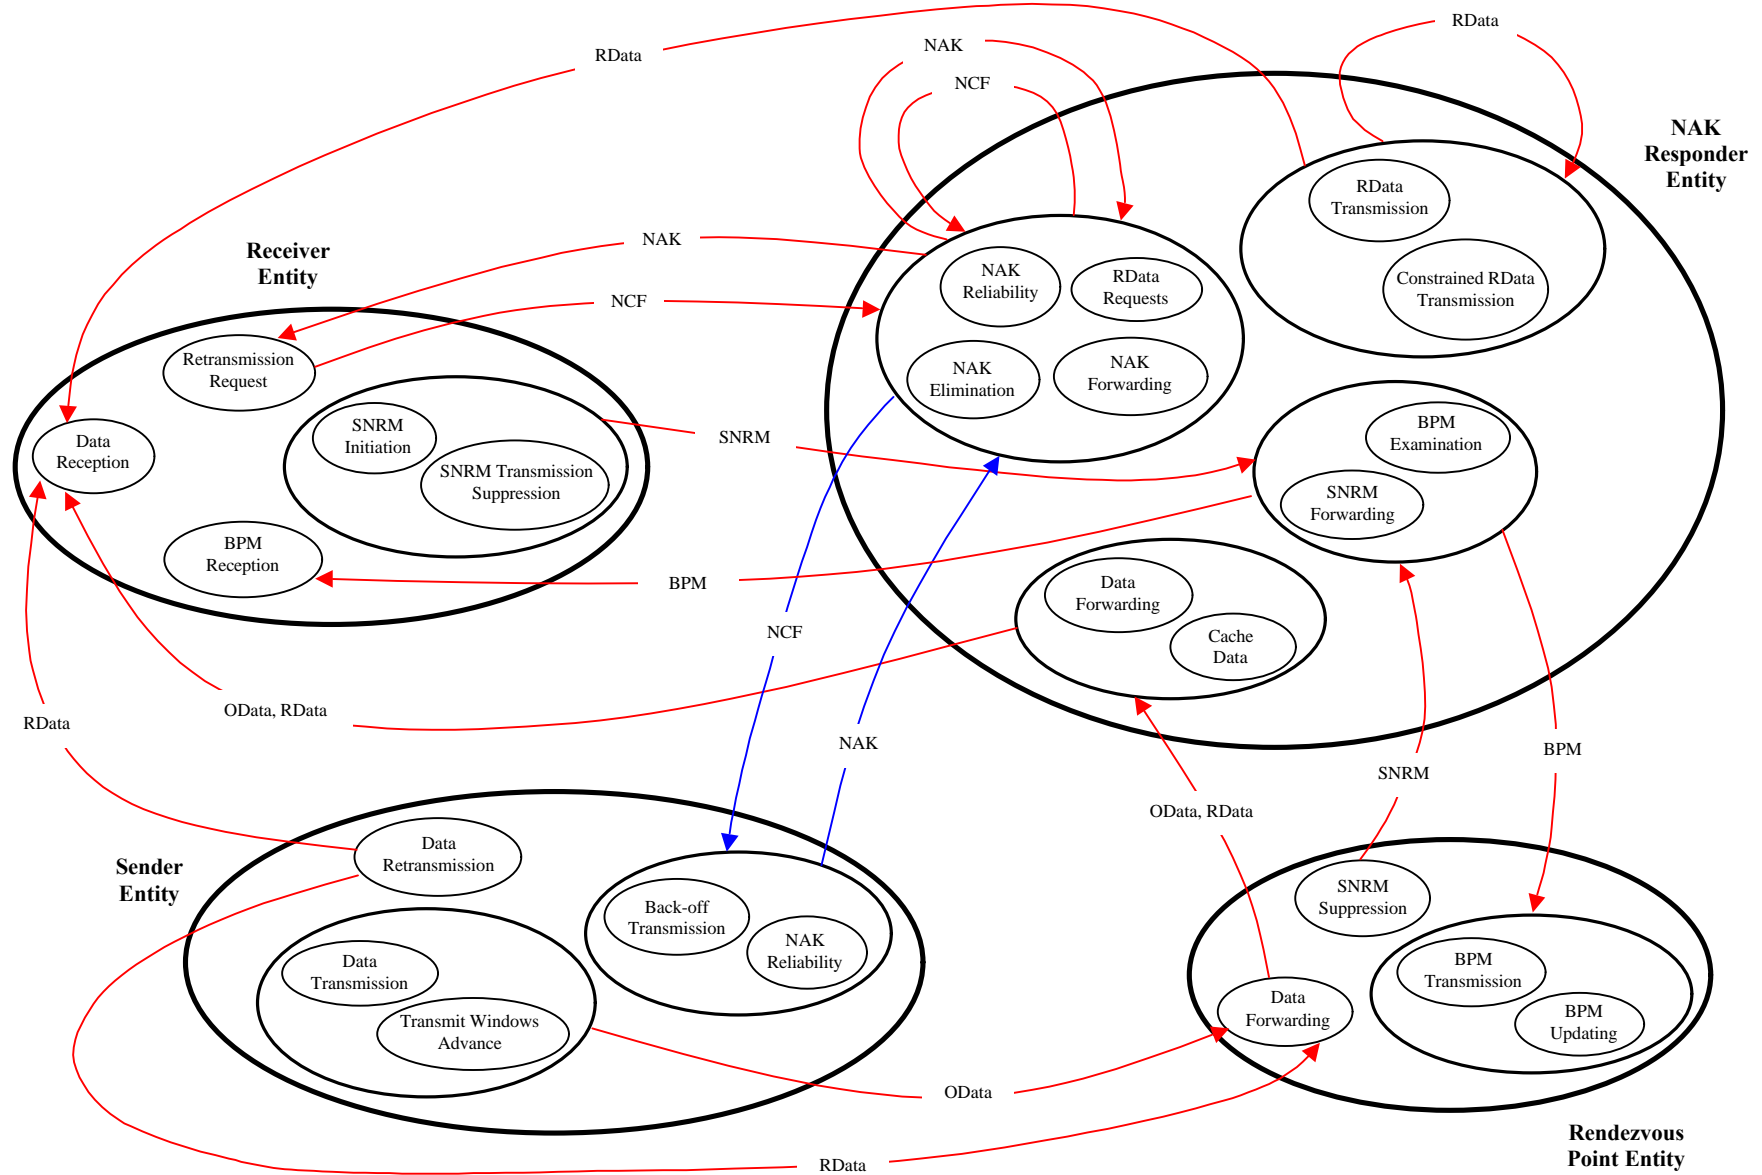 RData
RData
NAK
NCF
NAK
Responder
Entity
RData
Transmission
Constrained RData
Transmission
Receiver
Entity
NAK
NCF
NAK
Reliability
RData
Requests
NAK
Elimination
NAK
Forwarding
Retransmission
Request
SNRM
Initiation
SNRM Transmission
Suppression
Data
Reception
BPM
Reception
SNRM
BPM
Examination
SNRM
Forwarding
BPM
Data
Forwarding
Cache
Data
NCF
OData, RData
RData
NAK
BPM
SNRM
OData, RData
Sender
Entity
Data
Retransmission
Back-off
Transmission
NAK
Reliability
Data
Transmission
Transmit Windows
Advance
SNRM
Suppression
BPM
Transmission
BPM
Updating
Data
Forwarding
OData
RData
Rendezvous
Point Entity